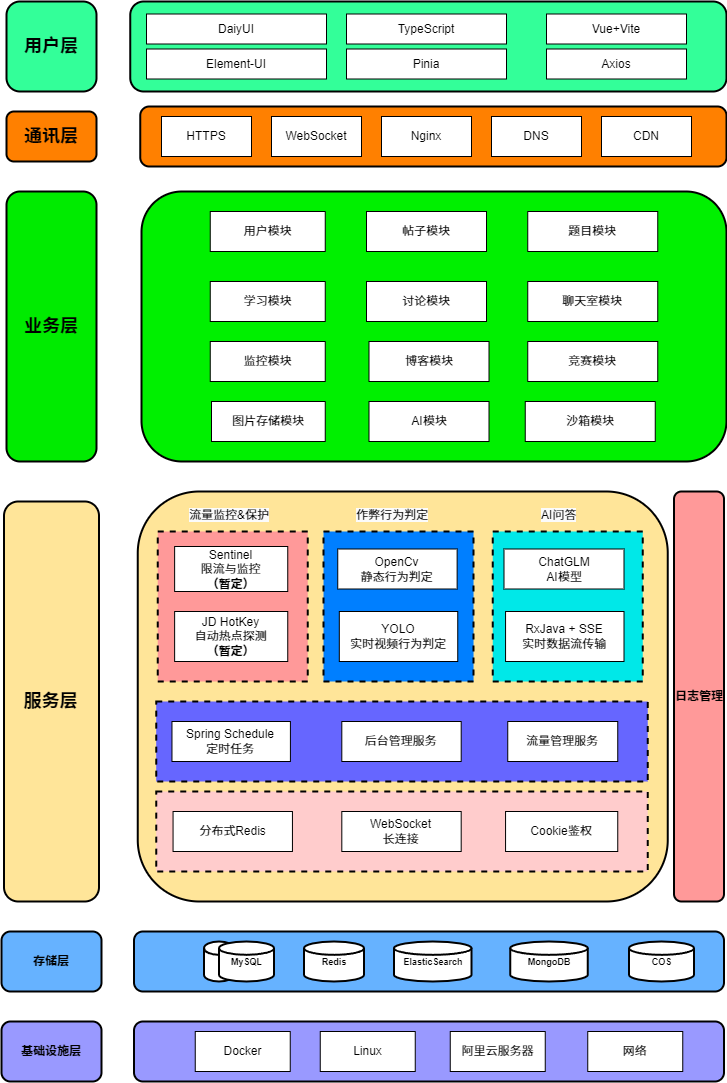 用户层
DaiyUI
TypeScript
Vue+Vite
Element-UI
Pinia
Axios
通讯层
HTTPS
WebSocket
Nginx
DNS
CDN
业务层
用户模块
帖子模块
题目模块
学习模块
讨论模块
聊天室模块
监控模块
博客模块
竞赛模块
图片存储模块
AI模块
沙箱模块
服务层
流量监控&保护
作弊行为判定
AI问答
Sentinel
限流与监控
（暂定）
OpenCv
静态行为判定
ChatGLM
AI模型
JD HotKey
自动热点探测
（暂定）
YOLO
实时视频行为判定
RxJava + SSE
实时数据流传输
日志管理
Spring Schedule
定时任务
后台管理服务
流量管理服务
分布式Redis
WebSocket
长连接
Cookie鉴权
存储层
MySQL
Redis
ElasticSearch
MongoDB
COS
基础设施层
Docker
Linux
阿里云服务器
网络